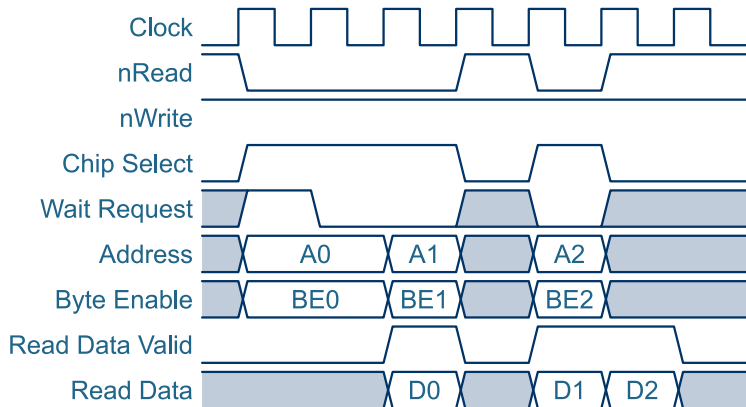 Clock
nRead
nWrite
Chip Select
Wait Request
Address A0 A1 A2
Byte Enable BE0 BE1 BE2
Read Data Valid
Read Data D0 D1 D2